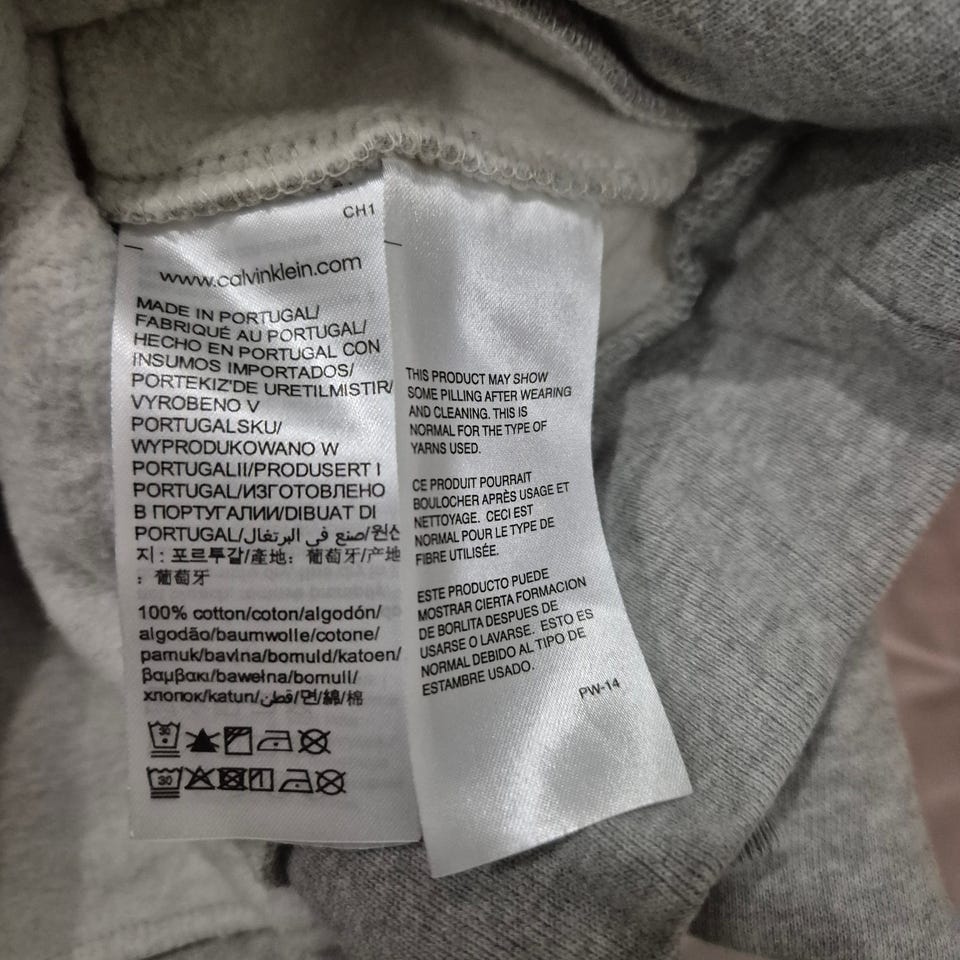 CH1
www.calvinklein.com
MADE IN PORTUGAL/
FABRIQUÉ AU PORTUGAL/
HECHO EN PORTUGAL CON
INSUMOS IMPORTADOS/
PORTEKIZ'DE URETILMISTIR/
VYROBENO V
PORTUGALSKU/
WYPRODUKOWANO W
PORTUGALII/PRODUSERT I
PORTUGAL/ИЗГОТОВЛЕНО
В ПОРТУГАЛИИ/DIBUAT DI
PORTUGAL/صنع في البرتغال/원산
지 : 포르투갈/產地: 葡萄牙/产地
: 葡萄牙
100% cotton/coton/algodón/
algodão/baumwolle/cotone/
pamuk/bavlna/bomuld/katoen/
βαμβακι/bawełna/bomull/
хлопок/katun/قطن/면/綿/棉
30
30
THIS PRODUCT MAY SHOW
SOME PILLING AFTER WEARING
AND CLEANING. THIS IS
NORMAL FOR THE TYPE OF
YARNS USED.
CE PRODUIT POURRAIT
BOULOCHER APRÈS USAGE ET
NETTOYAGE. CECI EST
NORMAL POUR LE TYPE DE
FIBRE UTILISÉE.
ESTE PRODUCTO PUEDE
MOSTRAR CIERTA FORMACION
DE BORLITA DESPUES DE
USARSE O LAVARSE. ESTO ES
NORMAL DEBIDO AL TIPO DE
ESTAMBRE USADO.
PW-14